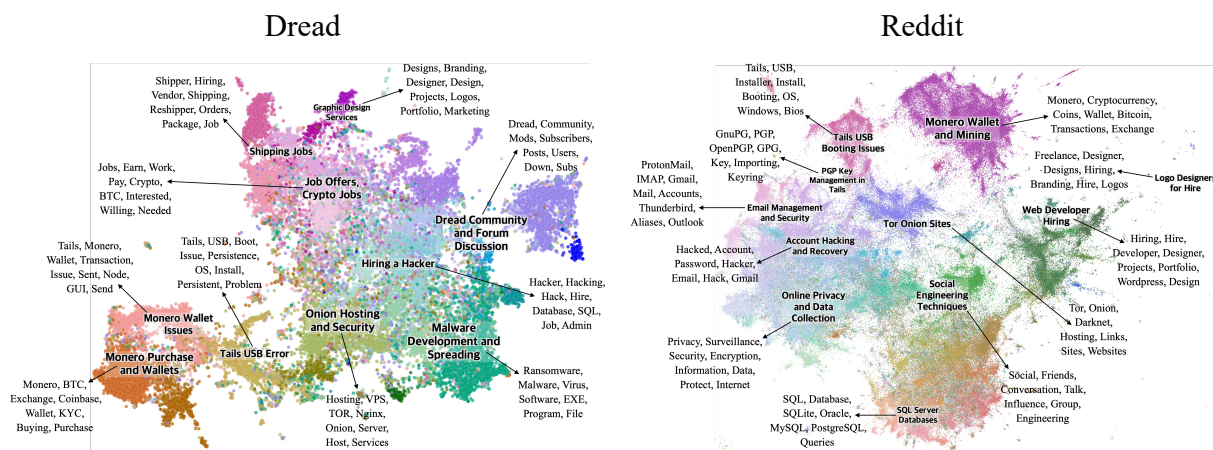 Dread
Shipper, Hiring,
Vendor, Shipping,
Reshipper, Orders,
Package, Job
Designs, Branding,
Designer, Design,
Projects, Logos,
Portfolio, Marketing
Graphic Design
Services
Shipping Jobs
Dread, Community,
Mods, Subscribers,
Posts, Users,
Down, Subs
Jobs, Earn, Work,
Pay, Crypto,
BTC, Interested,
Willing, Needed
Job Offers,
Crypto Jobs
Dread Community
and Forum
Discussion
Tails, Monero,
Wallet, Transaction,
Issue, Sent, Node,
GUI, Send
Tails, USB, Boot,
Issue, Persistence,
OS, Install,
Persistent, Problem
Hiring a Hacker
Hacker, Hacking,
Hack, Hire,
Database, SQL,
Job, Admin
Monero Wallet
Issues
Onion Hosting
and Security
Malware
Development and
Spreading
Monero Purchase
and Wallets
Tails USB Error
Monero, BTC,
Exchange, Coinbase,
Wallet, KYC,
Buying, Purchase
Hosting, VPS,
TOR, Nginx,
Onion, Server,
Host, Services
Ransomware,
Malware, Virus,
Software, EXE,
Program, File
Reddit
Tails, USB,
Installer, Install,
Booting, OS,
Windows, Bios
Monero Wallet
and Mining
Monero, Cryptocurrency,
Coins, Wallet, Bitcoin,
Transactions, Exchange
Tails USB
Booting Issues
GnuPG, PGP,
OpenPGP, GPG,
Key, Importing,
Keyring
PGP Key
Management in
Tails
Freelance, Designer,
Designs, Hiring,
Branding, Hire, Logos
Logo Designers
for Hire
ProtonMail,
IMAP, Gmail,
Mail, Accounts,
Thunderbird,
Aliases, Outlook
Email Management
and Security
Tor Onion Sites
Web Developer
Hiring
Hacked, Account,
Password, Hacker,
Email, Hack, Gmail
Account Hacking
and Recovery
Hiring, Hire,
Developer, Designer,
Projects, Portfolio,
Wordpress, Design
Online Privacy
and Data
Collection
Social
Engineering
Techniques
Tor, Onion,
Darknet,
Hosting, Links,
Sites, Websites
Privacy, Surveillance,
Security, Encryption,
Information, Data,
Protect, Internet
Social, Friends,
Conversation, Talk,
Influence, Group,
Engineering
SQL, Database,
SQLite, Oracle,
MySQL, PostgreSQL,
Queries
SQL Server
Databases